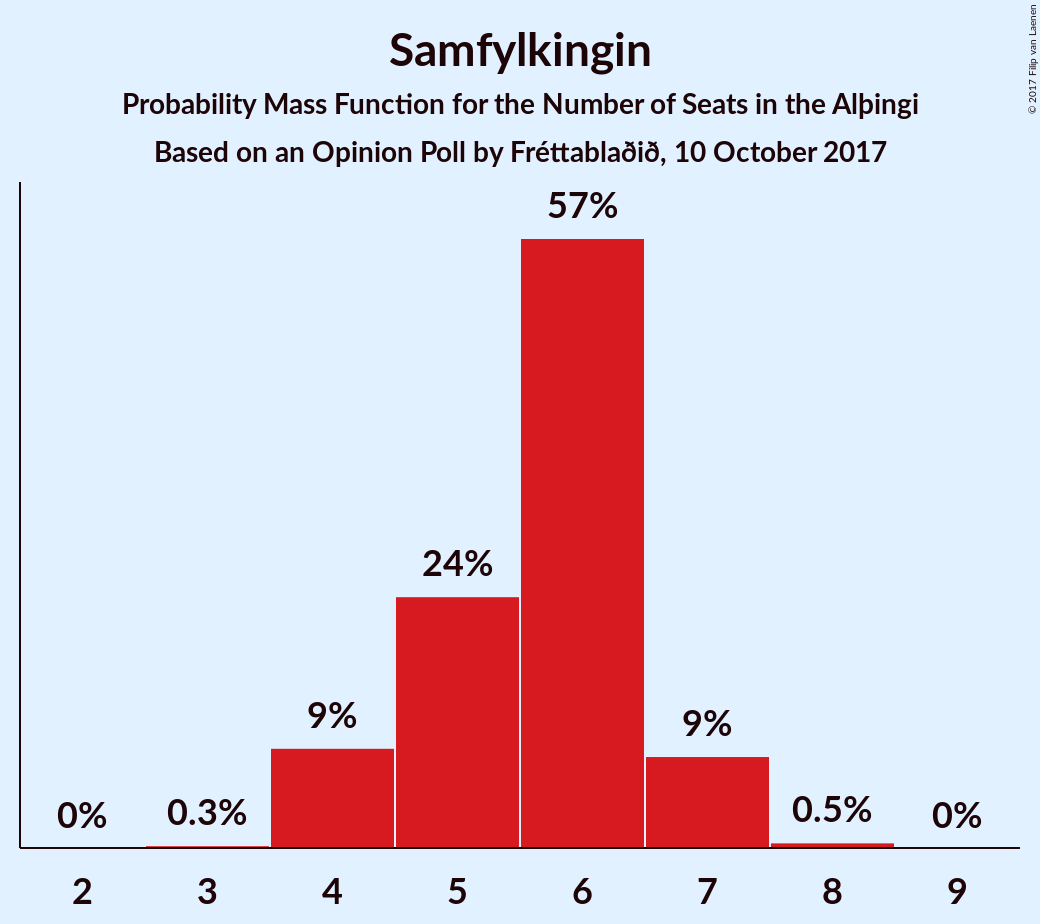 Samfylkingin
Probability Mass Function for the Number of Seats in the Alþingi
Based on an Opinion Poll by Fréttablaðið, 10 October 2017
0%
0.3%
9%
24%
57%
9%
0.5%
0%
2 3 4 5 6 7 8 9
© 2017 Filip van Laenen